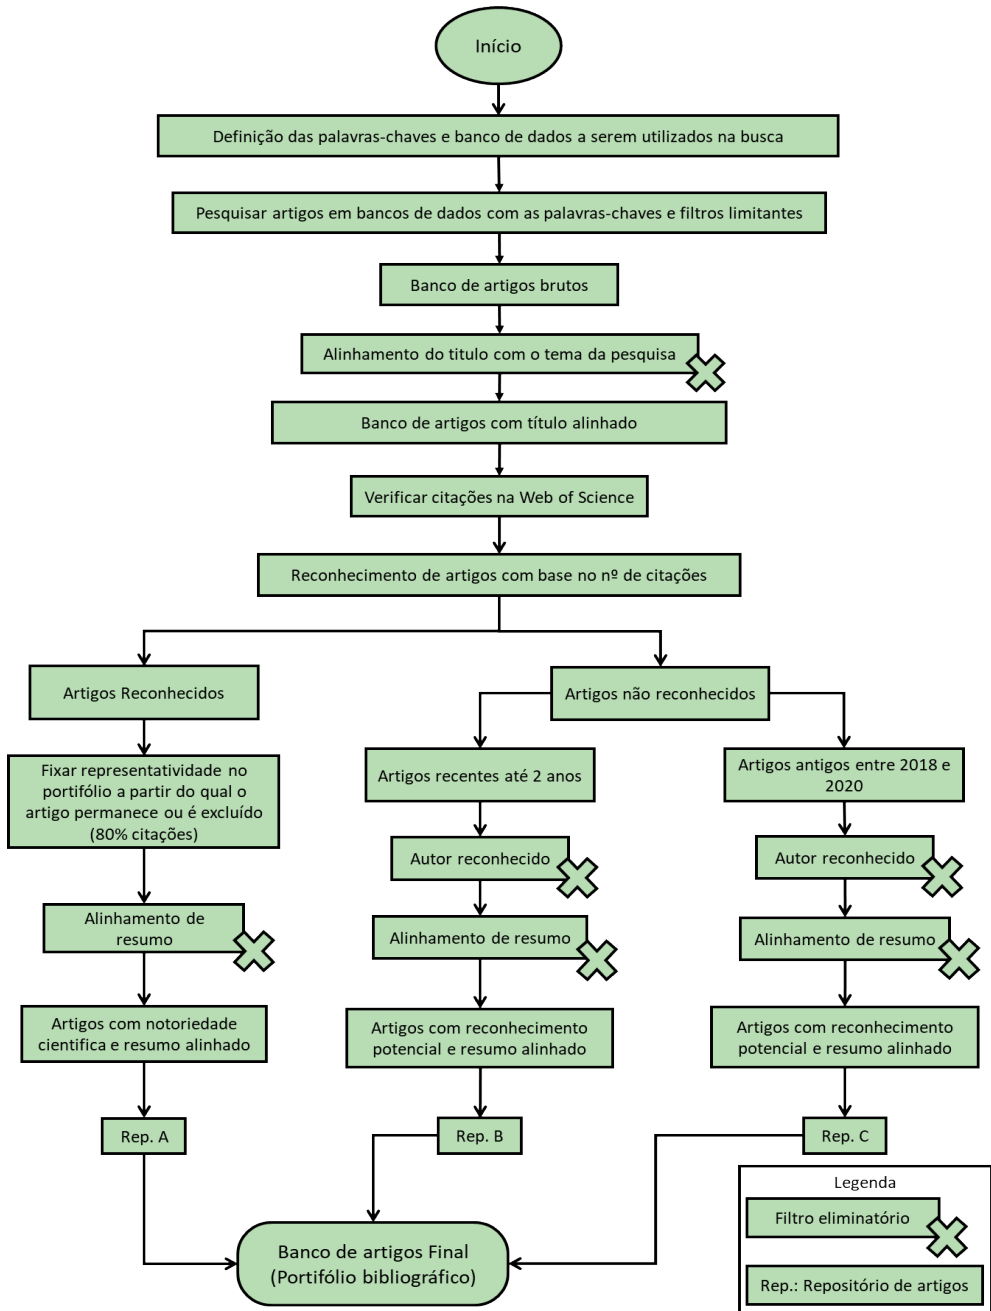 Início
Definição das palavras-chaves e banco de dados a serem utilizados na busca
Pesquisar artigos em bancos de dados com as palavras-chaves e filtros limitantes
Banco de artigos brutos
Alinhamento do titulo com o tema da pesquisa
Banco de artigos com título alinhado
Verificar citações na Web of Science
Reconhecimento de artigos com base no nº de citações
Artigos Reconhecidos
Fixar representatividade no
portifólio a partir do qual o
artigo permanece ou é excluído
(80% citações)
Alinhamento de
resumo
Artigos com notoriedade
cientifica e resumo alinhado
Rep. A
Artigos não reconhecidos
Artigos recentes até 2 anos
Autor reconhecido
Alinhamento de resumo
Artigos com reconhecimento
potencial e resumo alinhado
Rep. B
Artigos antigos entre 2018 e
2020
Autor reconhecido
Alinhamento de resumo
Artigos com reconhecimento
potencial e resumo alinhado
Rep. C
Banco de artigos Final
(Portifólio bibliográfico)
Legenda
Filtro eliminatório
Rep.: Repositório de artigos